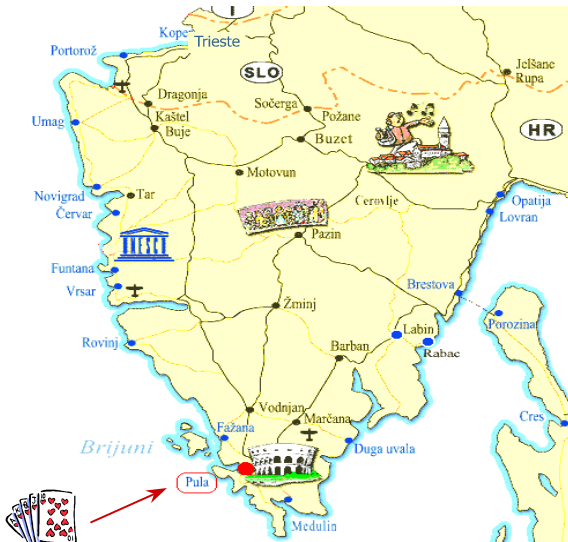 I
Kope
Trieste
Portorož
SLO
Jelšane
Rupa
Dragonja
Sočerga
Požane
Kaštel
Buje
Umag
Buzet
HR
Motovun
Novigrad
Tar
Cerovlje
Opatija
Lovran
Červar
UNESCO
Pazin
Funtana
Vrsar
Brestova
Žminj
Porozina
Rovinj
Barban
Labin
Rabac
Vodnjan
Marčana
Cres
Fažana
Brijuni
Duga uvala
Pula
Medulin